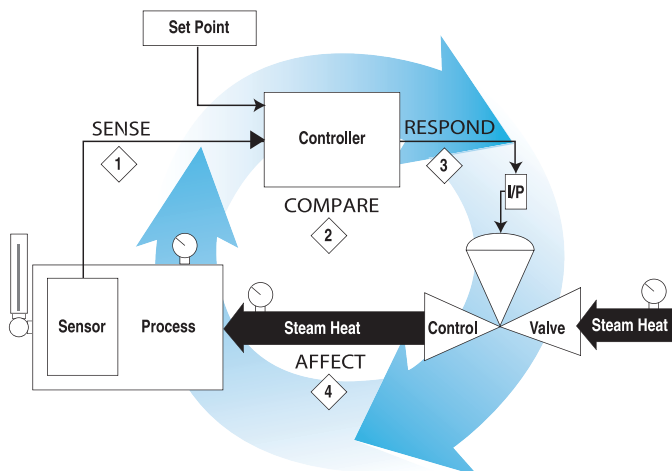 Set Point
SENSE
1
Controller
RESPOND
3
I/P
COMPARE
2
Sensor
Process
Steam Heat
Control
Valve
Steam Heat
AFFECT
4